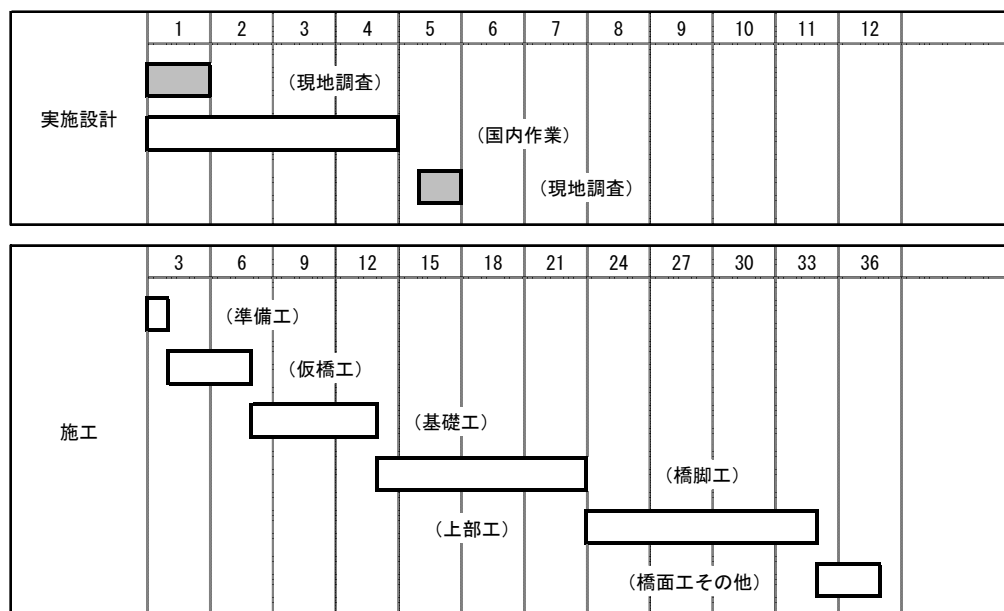 1 2 3 4 5 6 7 8 9 10 11 12
(現地調査)
実施設計
(国内作業)
(現地調査)
3 6 9 12 15 18 21 24 27 30 33 36
(準備工)
(仮橋工)
(基礎工)
施工
(橋脚工)
(上部工)
(橋面工その他)